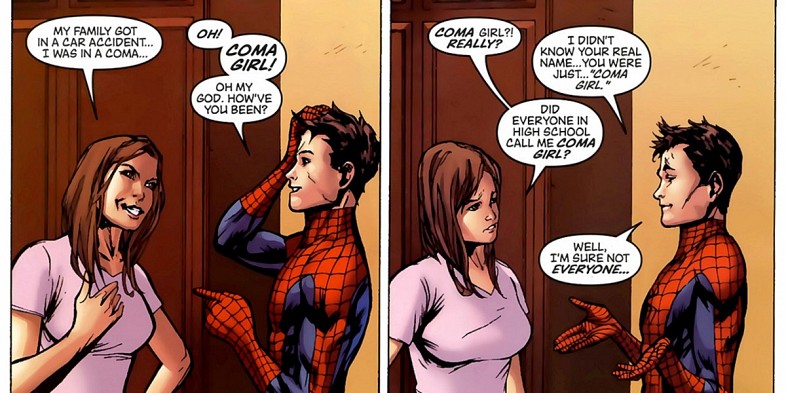 MY FAMILY GOT
IN A CAR ACCIDENT...
I WAS IN A COMA...
OH!
COMA
GIRL!
OH MY
GOD. HOW'VE
YOU BEEN?
COMA GIRL?!
REALLY?
I DIDN'T
KNOW YOUR REAL
NAME...YOU WERE
JUST..."COMA
GIRL."
DID
EVERYONE IN
HIGH SCHOOL
CALL ME COMA
GIRL?
WELL,
I'M SURE NOT
EVERYONE...